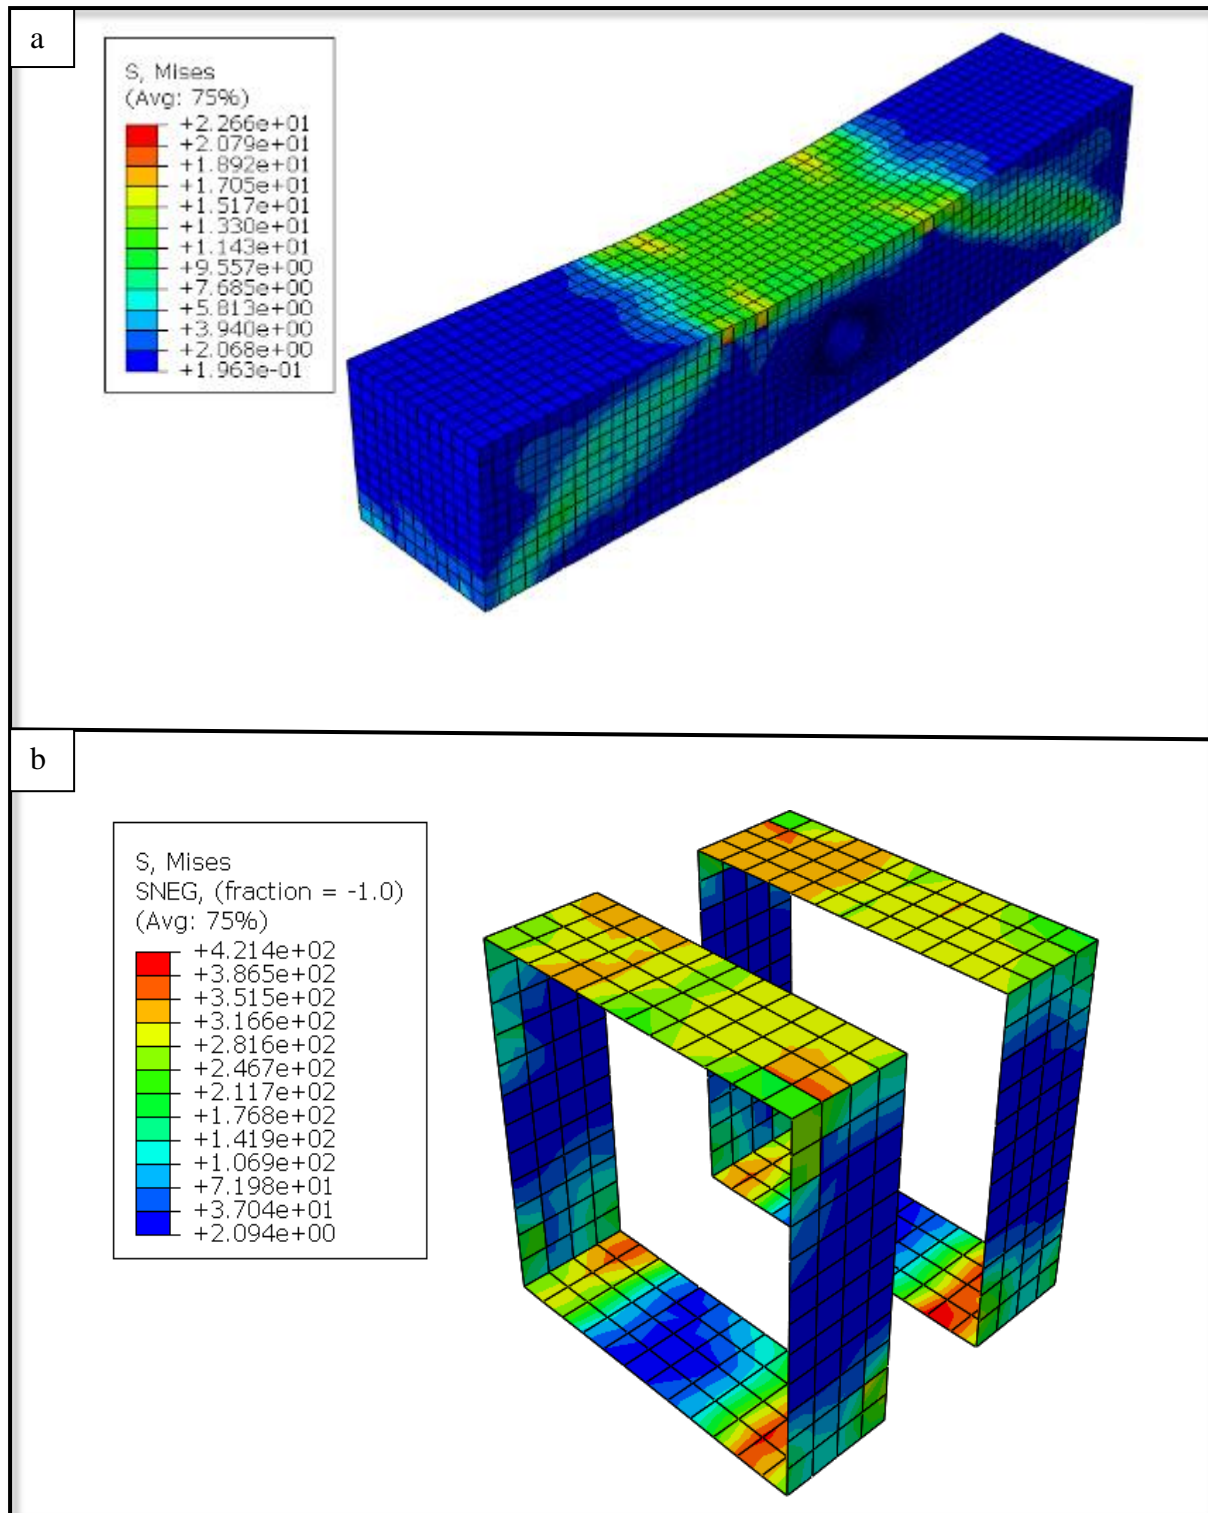 a
S, Mises
(Avg: 75%)
+2.266e+01
+2.079e+01
+1.892e+01
+1.705e+01
+1.517e+01
+1.330e+01
+1.143e+01
+9.557e+00
+7.685e+00
+5.813e+00
+3.940e+00
+2.068e+00
+1.963e-01
b
S, Mises
SNEG, (fraction = -1.0)
(Avg: 75%)
+4.214e+02
+3.865e+02
+3.515e+02
+3.166e+02
+2.816e+02
+2.467e+02
+2.117e+02
+1.768e+02
+1.419e+02
+1.069e+02
+7.198e+01
+3.704e+01
+2.094e+00